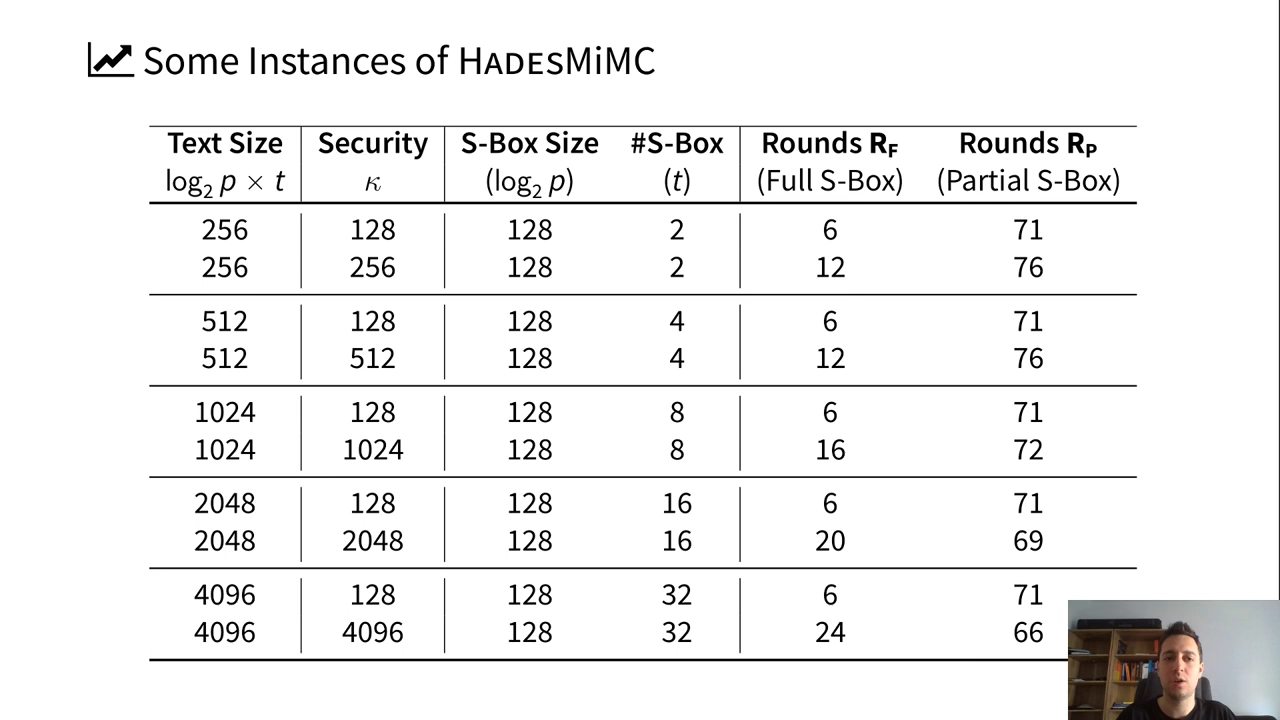 Some Instances of HADESMiMC
Text Size Security S-Box Size #S-Box Rounds R_F Rounds R_P
log₂ p × t κ (log₂ p) (t) (Full S-Box) (Partial S-Box)
256 128 128 2 6 71
256 256 128 2 12 76
512 128 128 4 6 71
512 512 128 4 12 76
1024 128 128 8 6 71
1024 1024 128 8 16 72
2048 128 128 16 6 71
2048 2048 128 16 20 69
4096 128 128 32 6 71
4096 4096 128 32 24 66